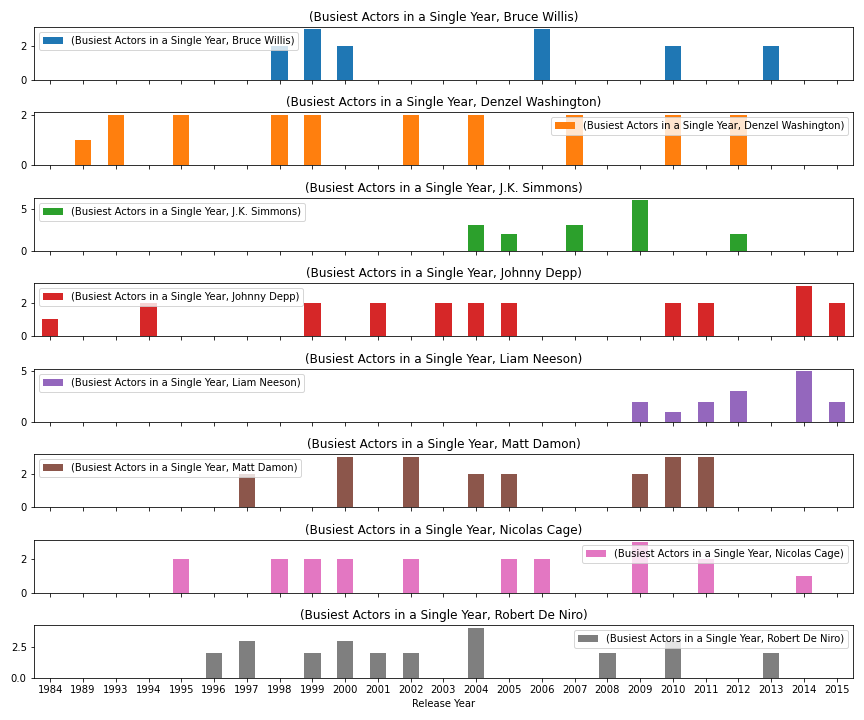 (Busiest Actors in a Single Year, Bruce Willis)
2
0
(Busiest Actors in a Single Year, Bruce Willis)
(Busiest Actors in a Single Year, Denzel Washington)
2
0
(Busiest Actors in a Single Year, Denzel Washington)
(Busiest Actors in a Single Year, J.K. Simmons)
5
0
(Busiest Actors in a Single Year, J.K. Simmons)
(Busiest Actors in a Single Year, Johnny Depp)
2
0
(Busiest Actors in a Single Year, Johnny Depp)
(Busiest Actors in a Single Year, Liam Neeson)
5
0
(Busiest Actors in a Single Year, Liam Neeson)
(Busiest Actors in a Single Year, Matt Damon)
2
0
(Busiest Actors in a Single Year, Matt Damon)
(Busiest Actors in a Single Year, Nicolas Cage)
2
0
(Busiest Actors in a Single Year, Nicolas Cage)
(Busiest Actors in a Single Year, Robert De Niro)
2.5
0.0
(Busiest Actors in a Single Year, Robert De Niro)
1984 1989 1993 1994 1995 1996 1997 1998 1999 2000 2001 2002 2003 2004 2005 2006 2007 2008 2009 2010 2011 2012 2013 2014 2015
Release Year